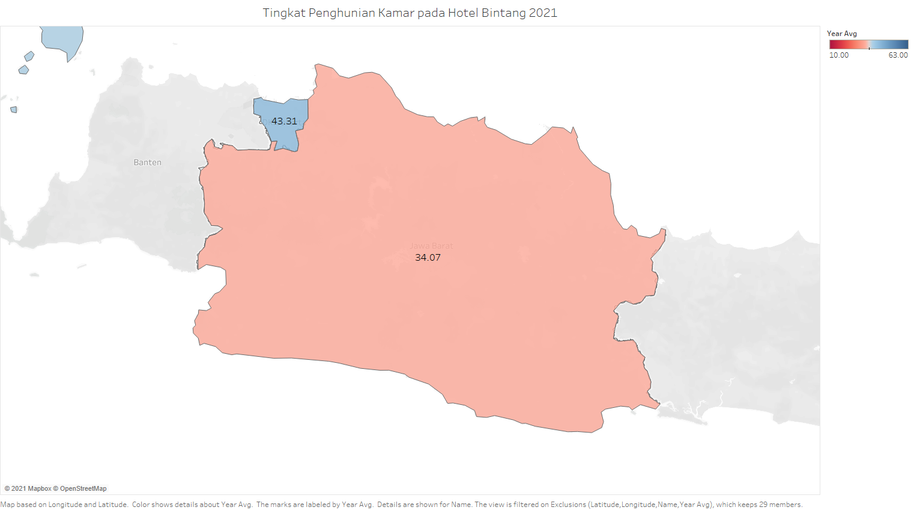 Tingkat Penghunian Kamar pada Hotel Bintang 2021
Year Avg
10.00 63.00
43.31
Banten
Jawa Barat
34.07
© 2021 Mapbox © OpenStreetMap
Map based on Longitude and Latitude. Color shows details about Year Avg. The marks are labeled by Year Avg. Details are shown for Name. The view is filtered on Exclusions (Latitude,Longitude,Name,Year Avg), which keeps 29 members.